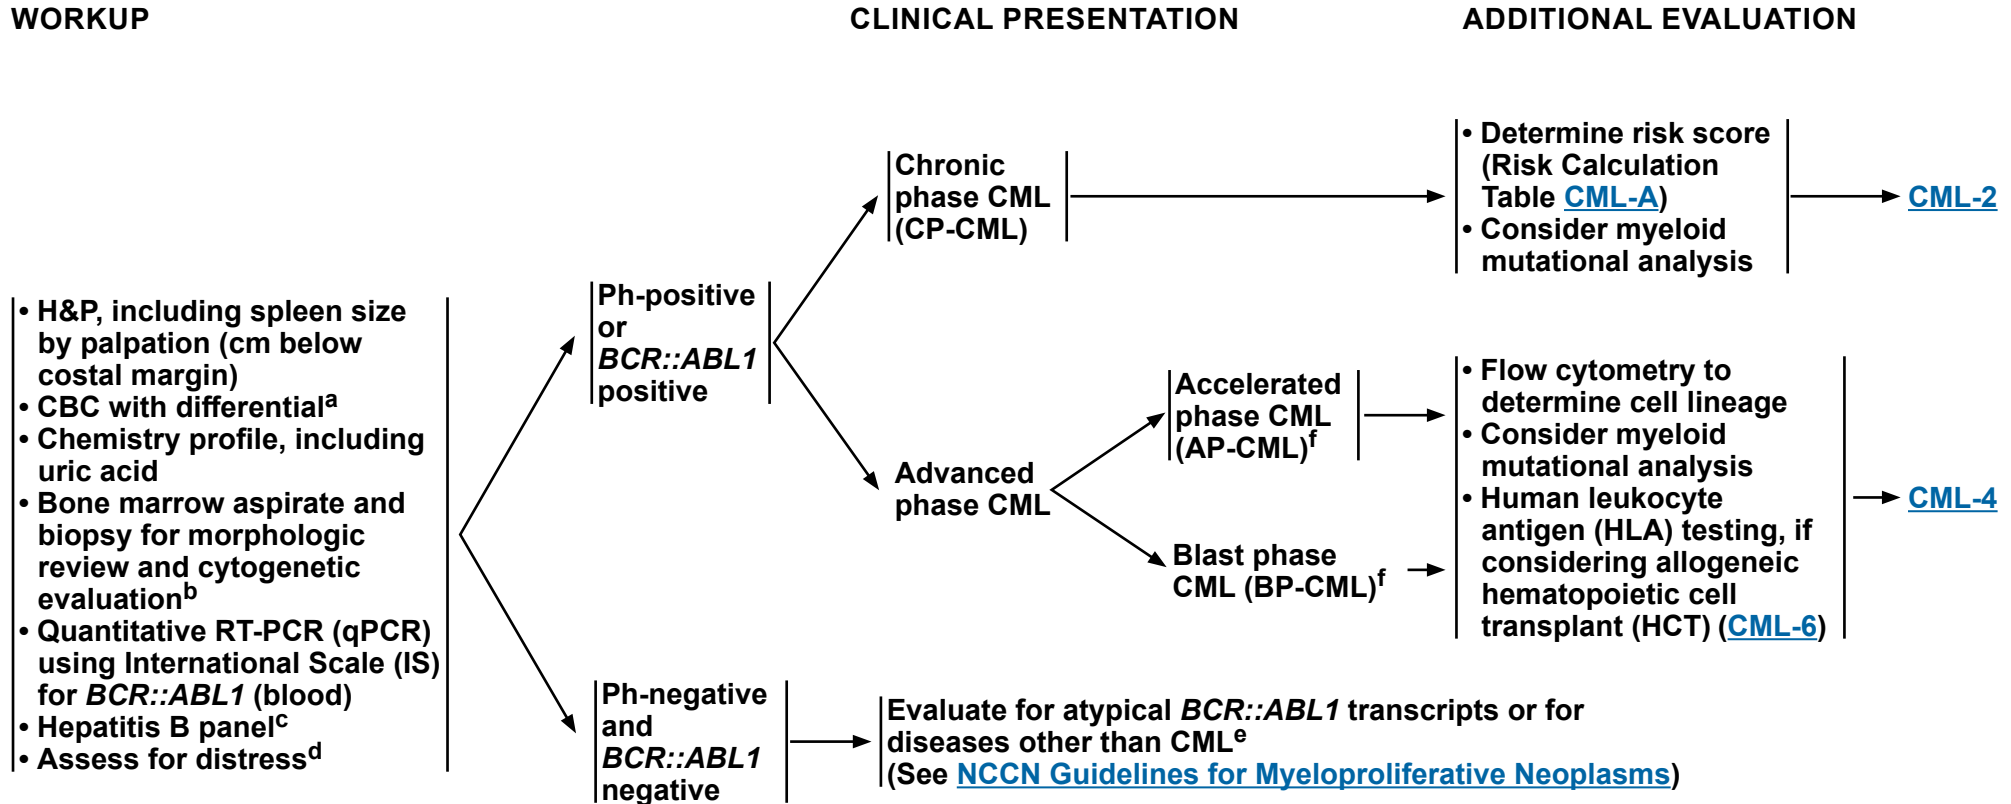 WORKUP
CLINICAL PRESENTATION
ADDITIONAL EVALUATION
• H&P, including spleen size
by palpation (cm below
costal margin)
• CBC with differentialᵃ
• Chemistry profile, including
uric acid
• Bone marrow aspirate and
biopsy for morphologic
review and cytogenetic
evaluationᵇ
• Quantitative RT-PCR (qPCR)
using International Scale (IS)
for BCR::ABL1 (blood)
• Hepatitis B panelᶜ
• Assess for distressᵈ
Ph-positive
or
BCR::ABL1
positive
Chronic
phase CML
(CP-CML)
• Determine risk score
(Risk Calculation
Table CML-A)
• Consider myeloid
mutational analysis
CML-2
Advanced
phase CML
Accelerated
phase CML
(AP-CML)ᶠ
Blast phase
CML (BP-CML)ᶠ
• Flow cytometry to
determine cell lineage
• Consider myeloid
mutational analysis
• Human leukocyte
antigen (HLA) testing, if
considering allogeneic
hematopoietic cell
transplant (HCT) (CML-6)
CML-4
Ph-negative
and
BCR::ABL1
negative
Evaluate for atypical BCR::ABL1 transcripts or for
diseases other than CMLᵉ
(See NCCN Guidelines for Myeloproliferative Neoplasms)